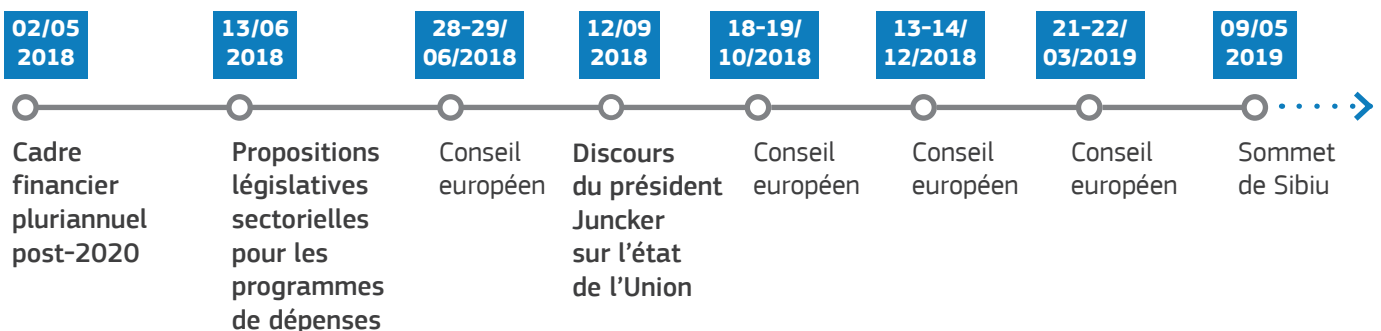 02/05
2018
13/06
2018
28-29/
06/2018
12/09
2018
18-19/
10/2018
13-14/
12/2018
21-22/
03/2019
09/05
2019
Cadre
financier
pluriannuel
post-2020
Propositions
législatives
sectorielles
pour les
programmes
de dépenses
Conseil
européen
Discours
du président
Juncker
sur l'état
de l'Union
Conseil
européen
Conseil
européen
Conseil
européen
Sommet
de Sibiu